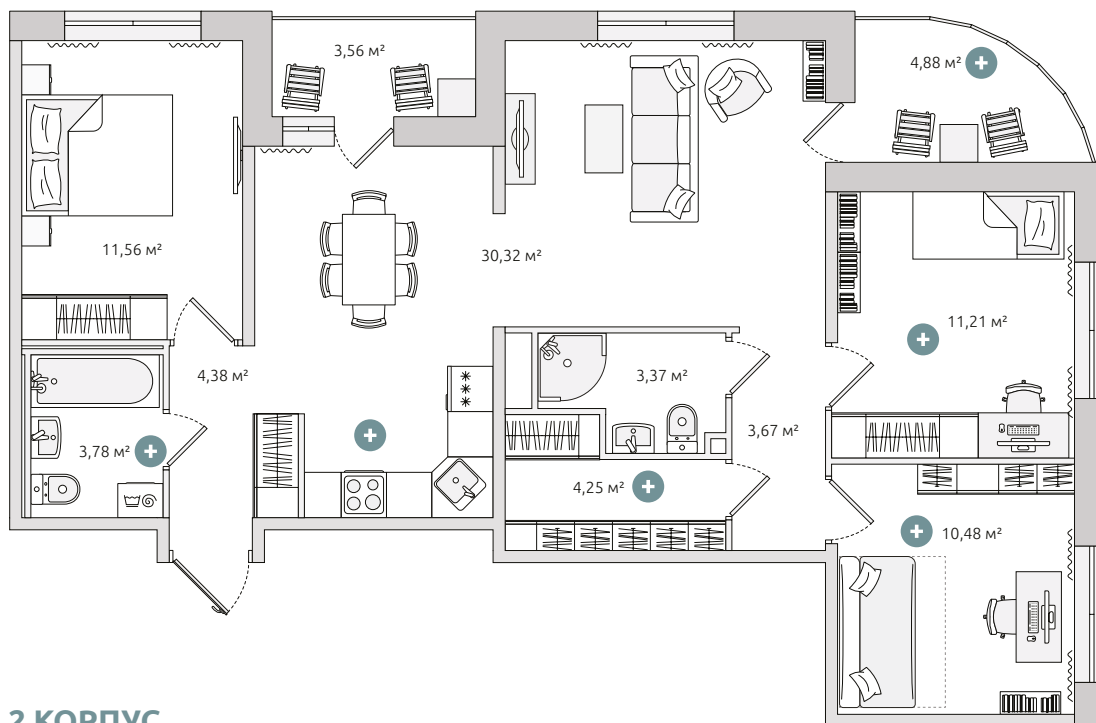 3,56 м²
4,88 м²
11,56 м²
30,32 м²
11,21 м²
4,38 м²
3,37 м²
3,78 м²
3,67 м²
4,25 м²
10,48 м²
2 КОРПУС